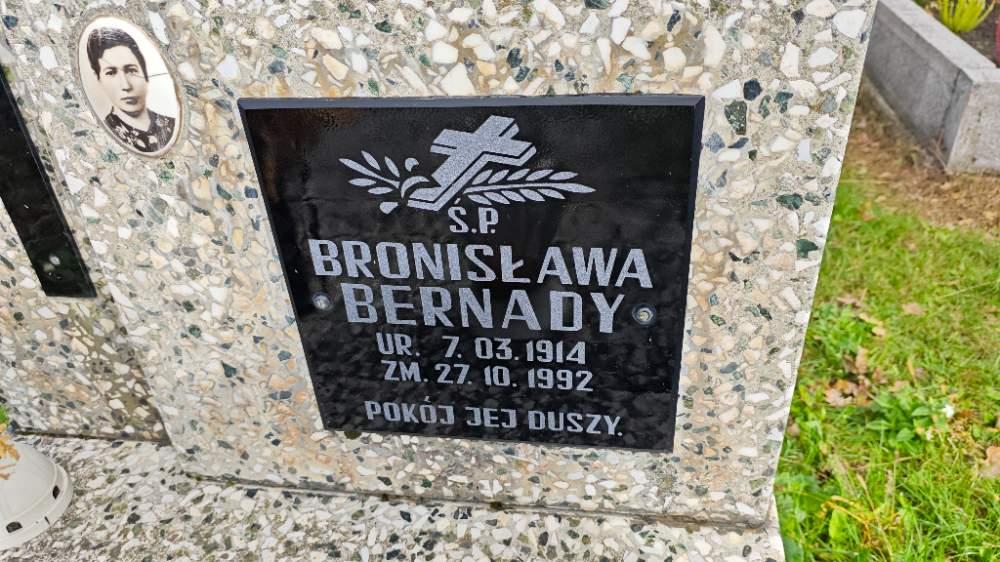 Ś.P.
BRONISŁAWA
BERNADY
UR. 7. 03. 1914
ZM. 27. 10. 1992
POKÓJ JEJ DUSZY.